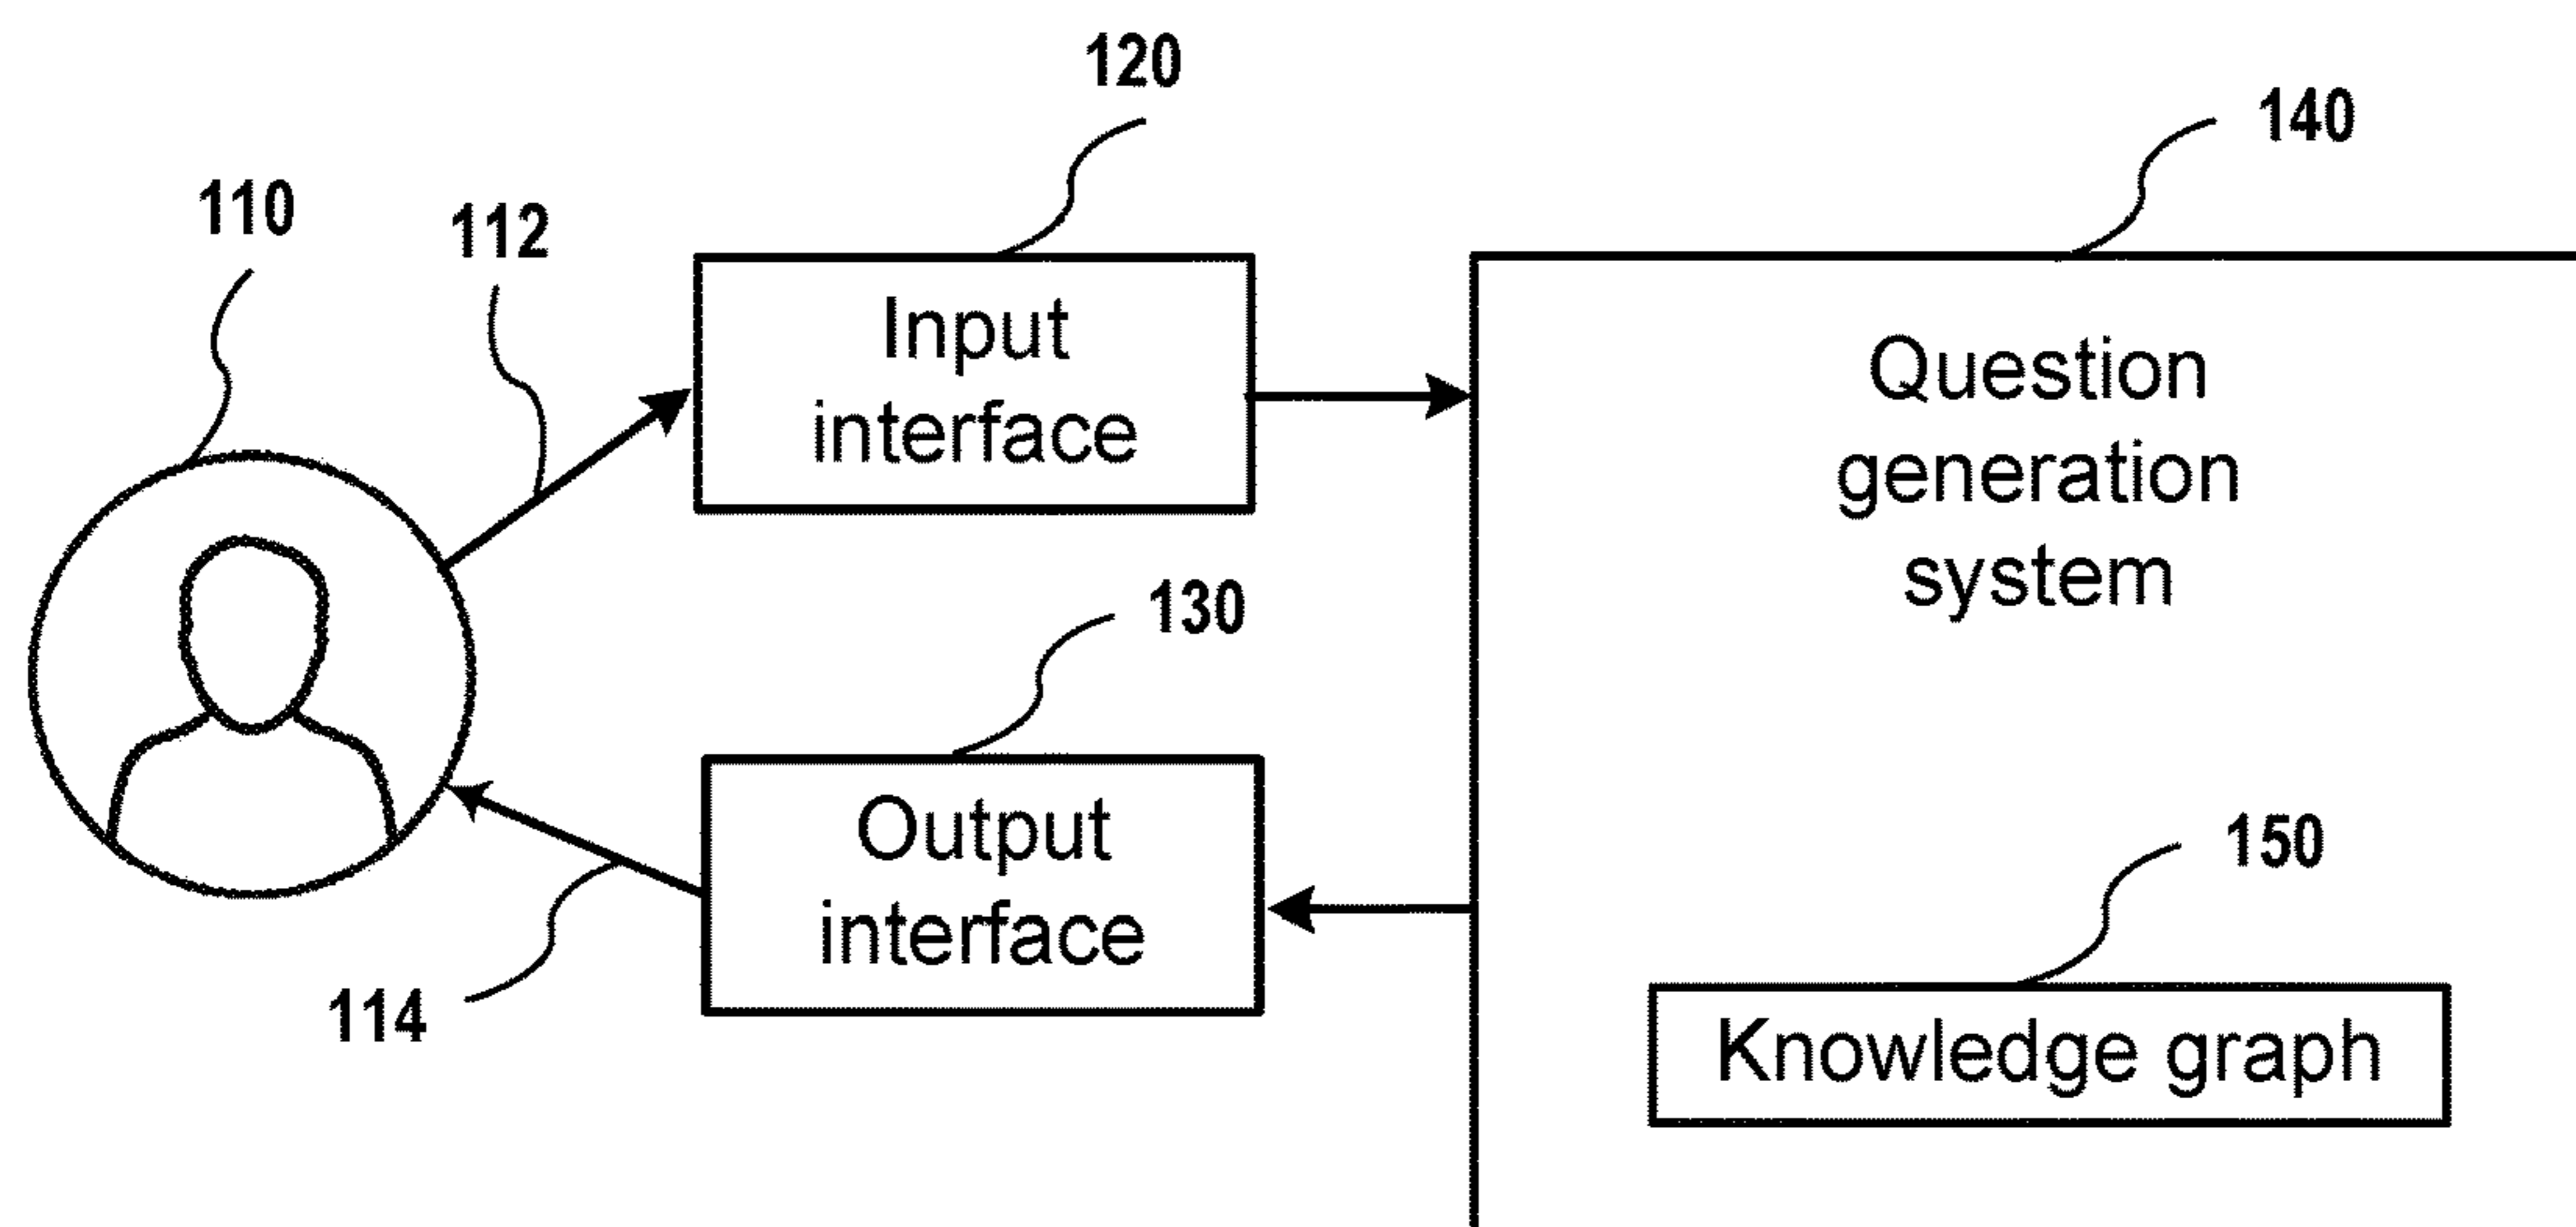 120
140
110
112
Input
interface
Question
generation
system
130
Output
interface
150
114
Knowledge graph